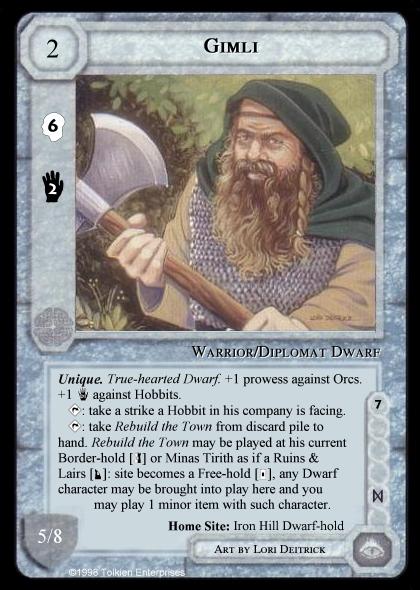 2
GIMLI
6
2
LORI DEITRICK
WARRIOR/DIPLOMAT DWARF
Unique. True-hearted Dwarf. +1 prowess against Orcs.
+1 against Hobbits.
: take a strike a Hobbit in his company is facing.
: take Rebuild the Town from discard pile to
hand. Rebuild the Town may be played at his current
Border-hold [ ] or Minas Tirith as if a Ruins &
Lairs [ ]: site becomes a Free-hold [ ], any Dwarf
character may be brought into play here and you
may play 1 minor item with such character.
7
Home Site: Iron Hill Dwarf-hold
5/8
ART BY LORI DEITRICK
©1998 Tolkien Enterprises